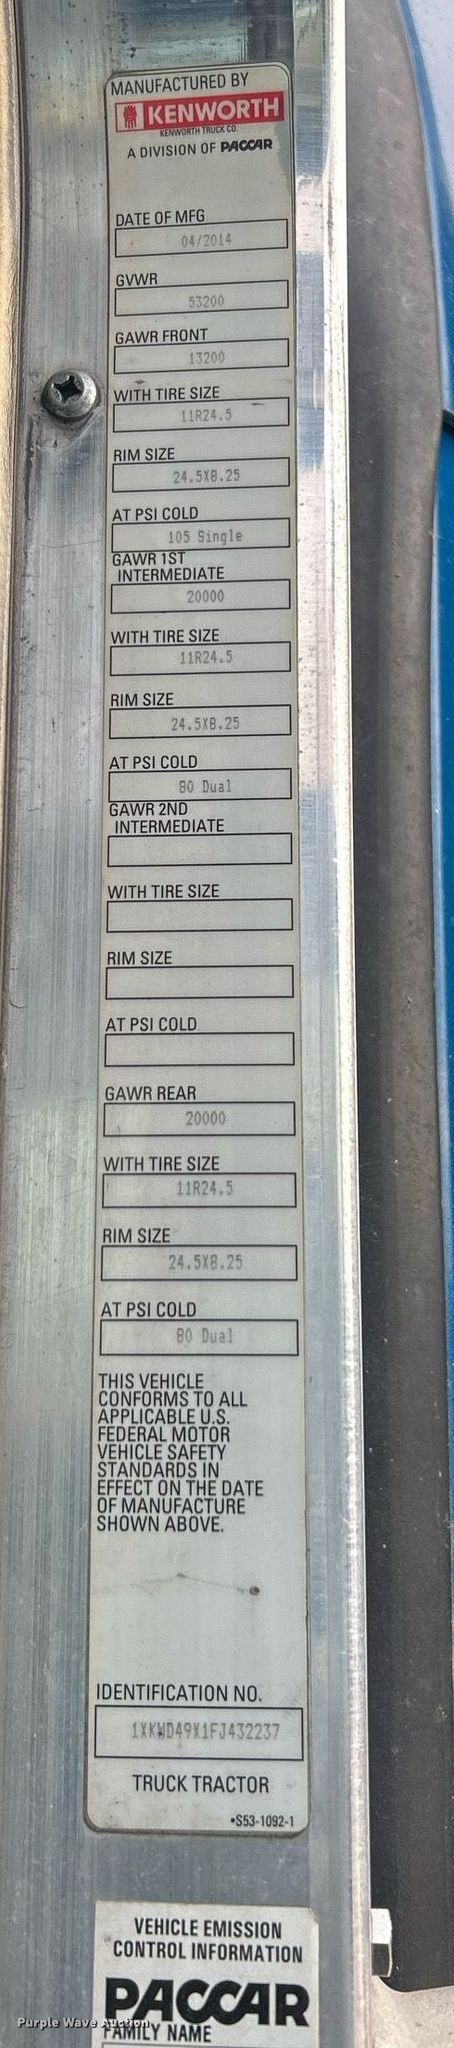 MANUFACTURED BY
KENWORTH
KENWORTH TRUCK CO.
A DIVISION OF PACCAR
DATE OF MFG
04/2014
GVWR
53200
GAWR FRONT
13200
WITH TIRE SIZE
11R24.5
RIM SIZE
24.5X8.25
AT PSI COLD
105 Single
GAWR 1ST
INTERMEDIATE
20000
WITH TIRE SIZE
11R24.5
RIM SIZE
24.5X8.25
AT PSI COLD
80 Dual
GAWR 2ND
INTERMEDIATE
WITH TIRE SIZE
RIM SIZE
AT PSI COLD
GAWR REAR
20000
WITH TIRE SIZE
11R24.5
RIM SIZE
24.5X8.25
AT PSI COLD
80 Dual
THIS VEHICLE
CONFORMS TO ALL
APPLICABLE U.S.
FEDERAL MOTOR
VEHICLE SAFETY
STANDARDS IN
EFFECT ON THE DATE
OF MANUFACTURE
SHOWN ABOVE.
IDENTIFICATION NO.
1XKWD49X1FJ432237
TRUCK TRACTOR
•S53-1092-1
VEHICLE EMISSION
CONTROL INFORMATION
PACCAR
FAMILY NAME
Purple Wave Auction